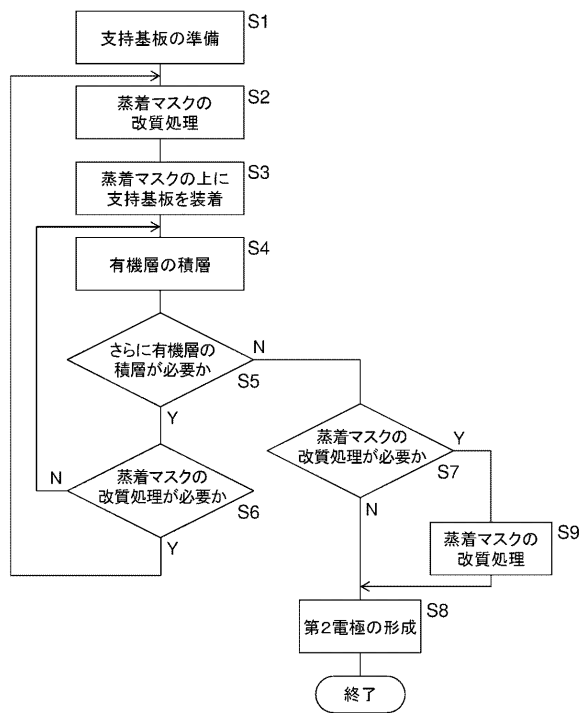 支持基板の準備
S1
蒸着マスクの
改質処理
S2
蒸着マスクの上に
支持基板を装着
S3
有機層の積層
S4
さらに有機層の
積層が必要か
S5
N
Y
蒸着マスクの
改質処理が必要か
S6
N
Y
蒸着マスクの
改質処理が必要か
S7
Y
N
蒸着マスクの
改質処理
S9
第2電極の形成
S8
終了